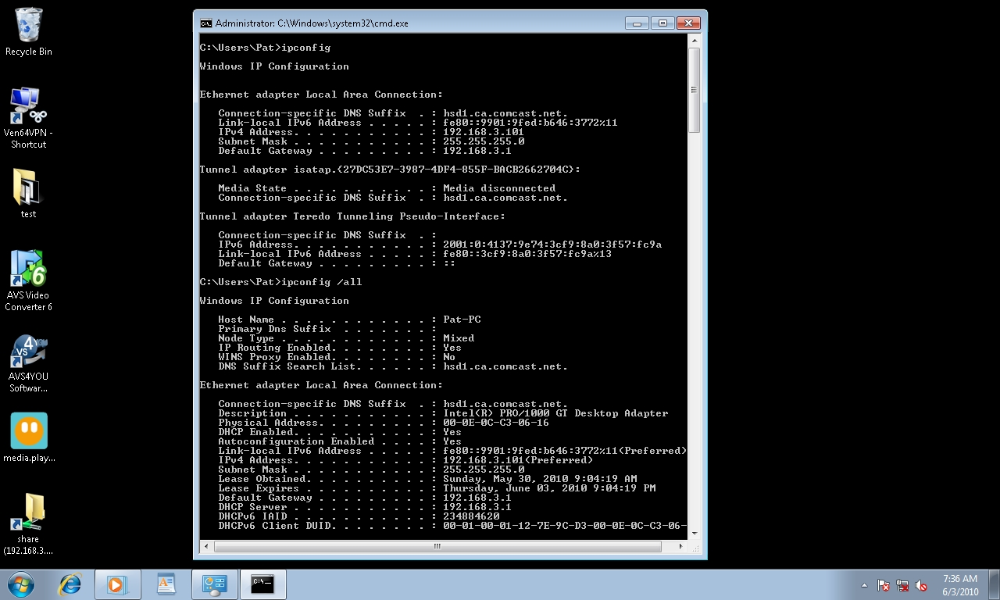 Recycle Bin
Ven64VPN -
Shortcut
test
AVS Video
Converter 6
AVS4YOU
Softwar...
media.play...
share
(192.168.3....
Administrator: C:\Windows\system32\cmd.exe
C:\Users\Pat>ipconfig
Windows IP Configuration
Ethernet adapter Local Area Connection:
Connection-specific DNS Suffix . : hsd1.ca.comcast.net.
Link-local IPv6 Address . . . . . : fe80::9901:9fed:b646:3772%11
IPv4 Address. . . . . . . . . . . : 192.168.3.101
Subnet Mask . . . . . . . . . . . : 255.255.255.0
Default Gateway . . . . . . . . . : 192.168.3.1
Tunnel adapter isatap.{27DC53E7-3987-4DF4-855F-BACB2662704C}:
Media State . . . . . . . . . . . : Media disconnected
Connection-specific DNS Suffix . : hsd1.ca.comcast.net.
Tunnel adapter Teredo Tunneling Pseudo-Interface:
Connection-specific DNS Suffix . :
IPv6 Address. . . . . . . . . . . : 2001:0:4137:9e74:3cf9:8a0:3f57:fc9a
Link-local IPv6 Address . . . . . : fe80::3cf9:8a0:3f57:fc9a%13
Default Gateway . . . . . . . . . : ::
C:\Users\Pat>ipconfig /all
Windows IP Configuration
Host Name . . . . . . . . . . . . : Pat-PC
Primary Dns Suffix . . . . . . . :
Node Type . . . . . . . . . . . . : Mixed
IP Routing Enabled. . . . . . . . : Yes
WINS Proxy Enabled. . . . . . . . : No
DNS Suffix Search List. . . . . . : hsd1.ca.comcast.net.
Ethernet adapter Local Area Connection:
Connection-specific DNS Suffix . : hsd1.ca.comcast.net.
Description . . . . . . . . . . . : Intel(R) PRO/1000 GT Desktop Adapter
Physical Address. . . . . . . . . : 00-0E-0C-C3-06-16
DHCP Enabled. . . . . . . . . . . : Yes
Autoconfiguration Enabled . . . . : Yes
Link-local IPv6 Address . . . . . : fe80::9901:9fed:b646:3772%11(Preferred)
IPv4 Address. . . . . . . . . . . : 192.168.3.101(Preferred)
Subnet Mask . . . . . . . . . . . : 255.255.255.0
Lease Obtained. . . . . . . . . . : Sunday, May 30, 2010 9:04:19 AM
Lease Expires . . . . . . . . . . : Thursday, June 03, 2010 9:04:19 PM
Default Gateway . . . . . . . . . : 192.168.3.1
DHCP Server . . . . . . . . . . . : 192.168.3.1
DHCPv6 IAID . . . . . . . . . . . : 234884620
DHCPv6 Client DUID. . . . . . . . : 00-01-00-01-12-7E-9C-D3-00-0E-0C-C3-06-
7:36 AM
6/3/2010